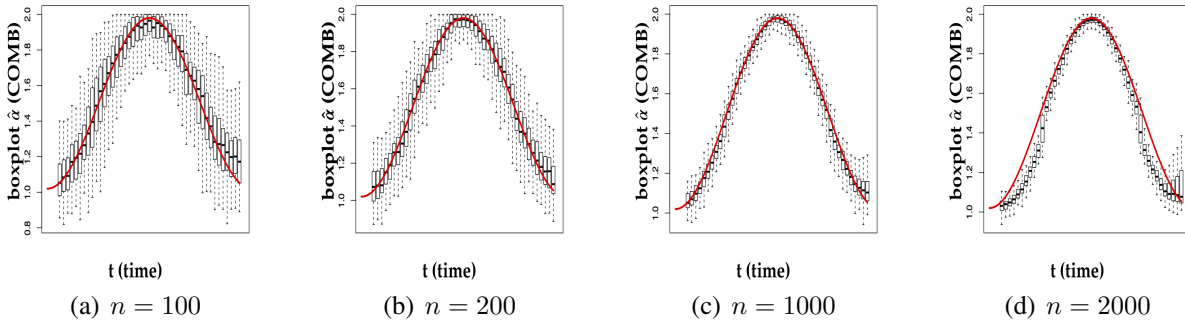 boxplot α̂ (COMB)
0.8 1.0 1.2 1.4 1.6 1.8 2.0
t (time)
(a) n = 100
boxplot α̂ (COMB)
1.0 1.2 1.4 1.6 1.8 2.0
t (time)
(b) n = 200
boxplot α̂ (COMB)
1.0 1.2 1.4 1.6 1.8 2.0
t (time)
(c) n = 1000
boxplot α̂ (COMB)
1.0 1.2 1.4 1.6 1.8 2.0
t (time)
(d) n = 2000